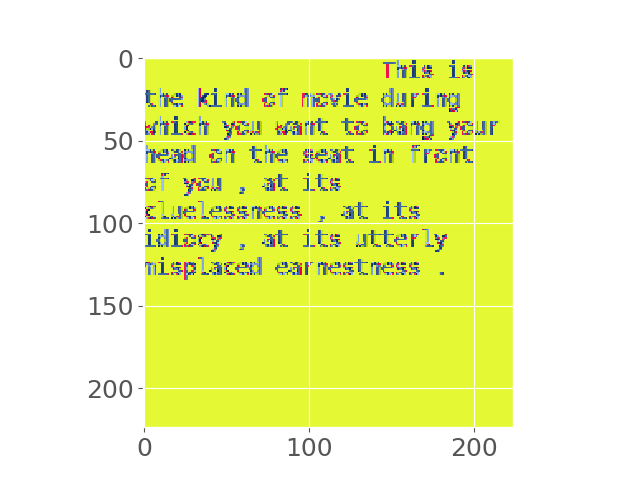 This is
the kind of movie during
which you want to bang your
head on the seat in front
of you , at its
cluelessness , at its
idiocy , at its utterly
misplaced earnestness .
0
50
100
150
200
0
100
200